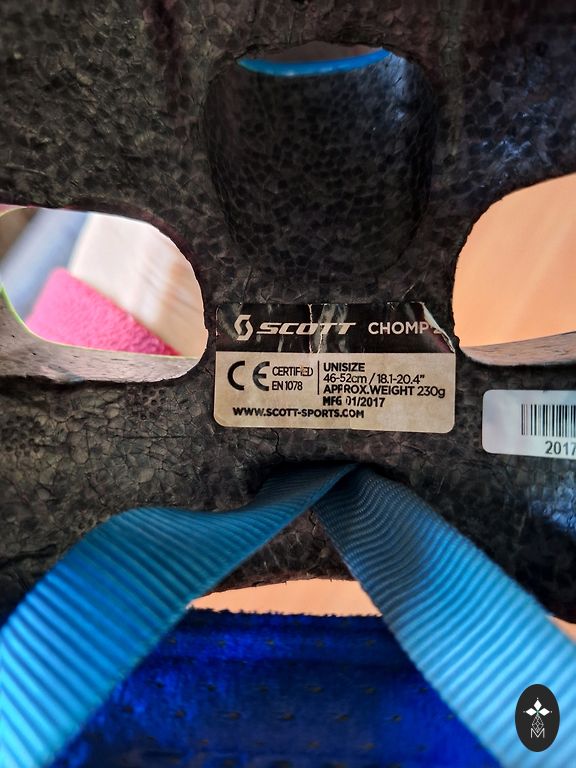 SCOTT CHOMP 2
CE CERTIFIED EN 1078
UNISIZE
46-52cm / 18.1-20.4"
APPROX.WEIGHT 230g
MFG 01/2017
WWW.SCOTT-SPORTS.COM
2017
M